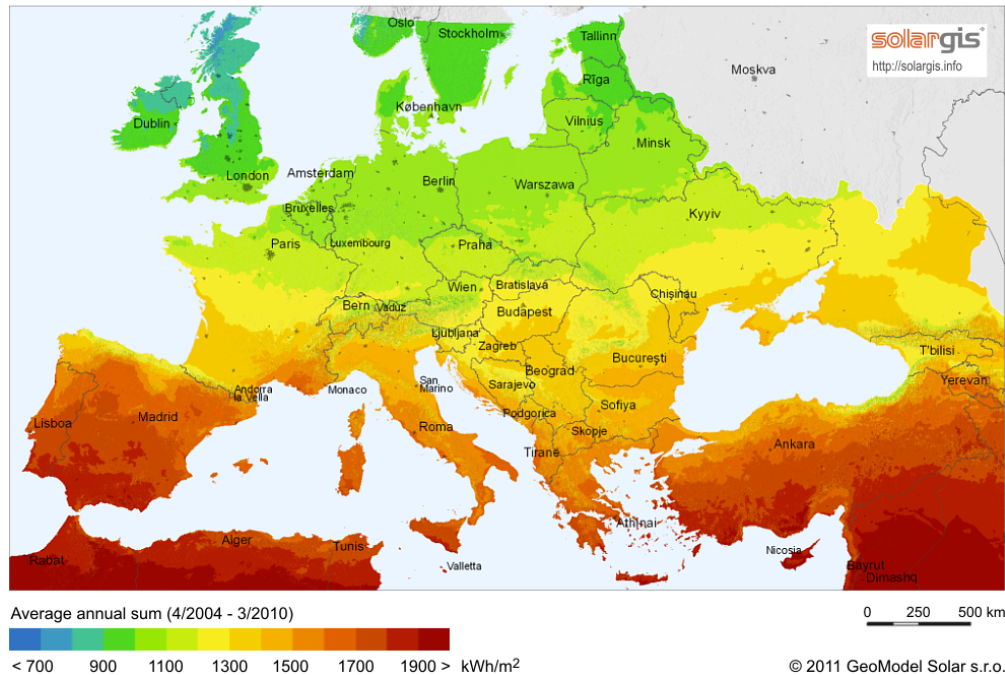 Oslo
Stockholm
Tallinn
solargis
http://solargis.info
Rīga
Moskva
København
Dublin
Vilnius
Minsk
London
Amsterdam
Berlin
Warszawa
Bruxelles
Kyyiv
Paris
Luxembourg
Praha
Wien
Bratislava
Bern
Vaduz
Budapest
Chişinău
Ljubljana
Zagreb
T'bilisi
Beograd
Bucureşti
Andorra
la Vella
Monaco
San
Marino
Sarajevo
Yerevan
Lisboa
Madrid
Roma
Podgorica
Sofiya
Skopje
Ankara
Tiranë
Athínai
Alger
Tunis
Nicosia
Rabat
Valletta
Bayrut
Dimashq
Average annual sum (4/2004 - 3/2010)
0 250 500 km
< 700 900 1100 1300 1500 1700 1900 > kWh/m²
© 2011 GeoModel Solar s.r.o.